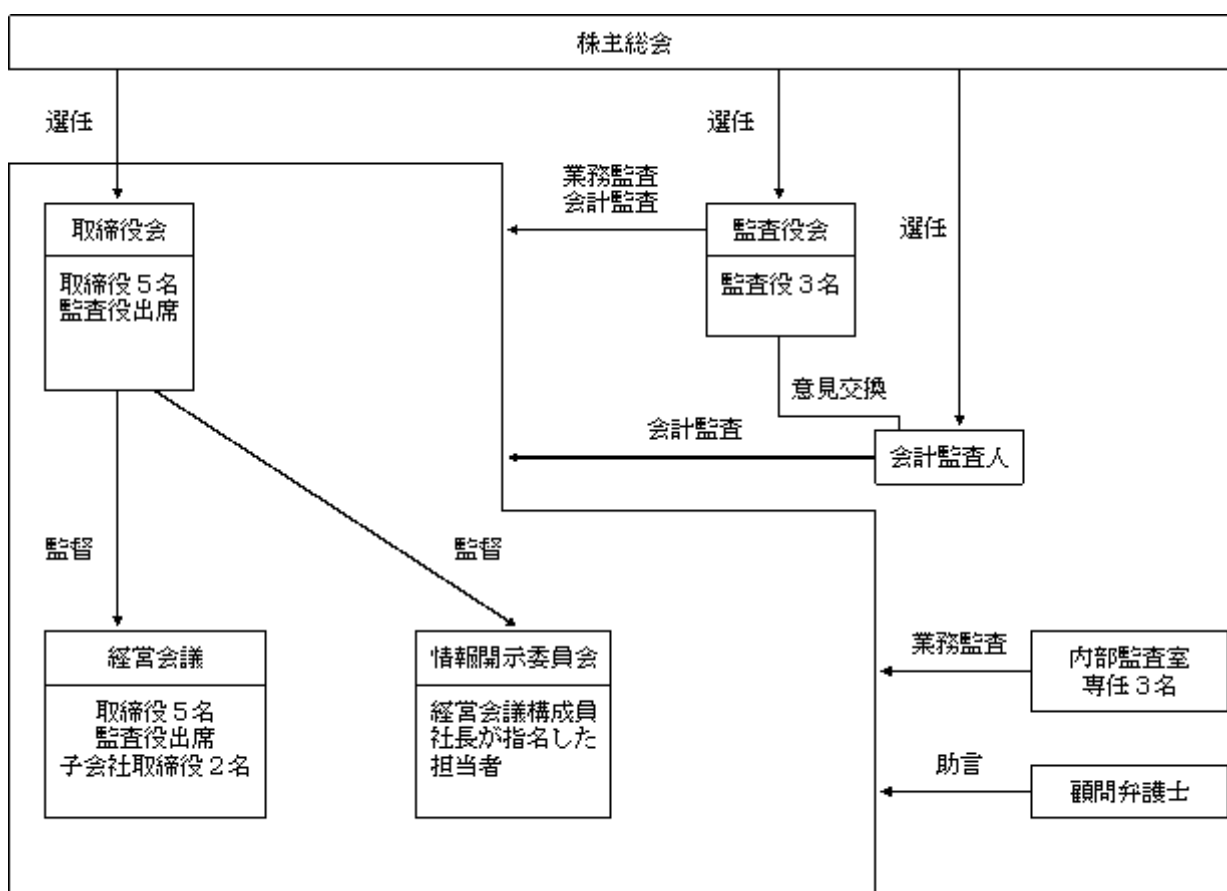 株主総会
選任
選任
業務監査
会計監査
取締役会
監査役会
選任
取締役5名
監査役出席
監査役3名
意見交換
会計監査
会計監査人
監督
監督
経営会議
情報開示委員会
業務監査
内部監査室
専任3名
取締役5名
監査役出席
子会社取締役2名
経営会議構成員
社長が指名した
担当者
助言
顧問弁護士